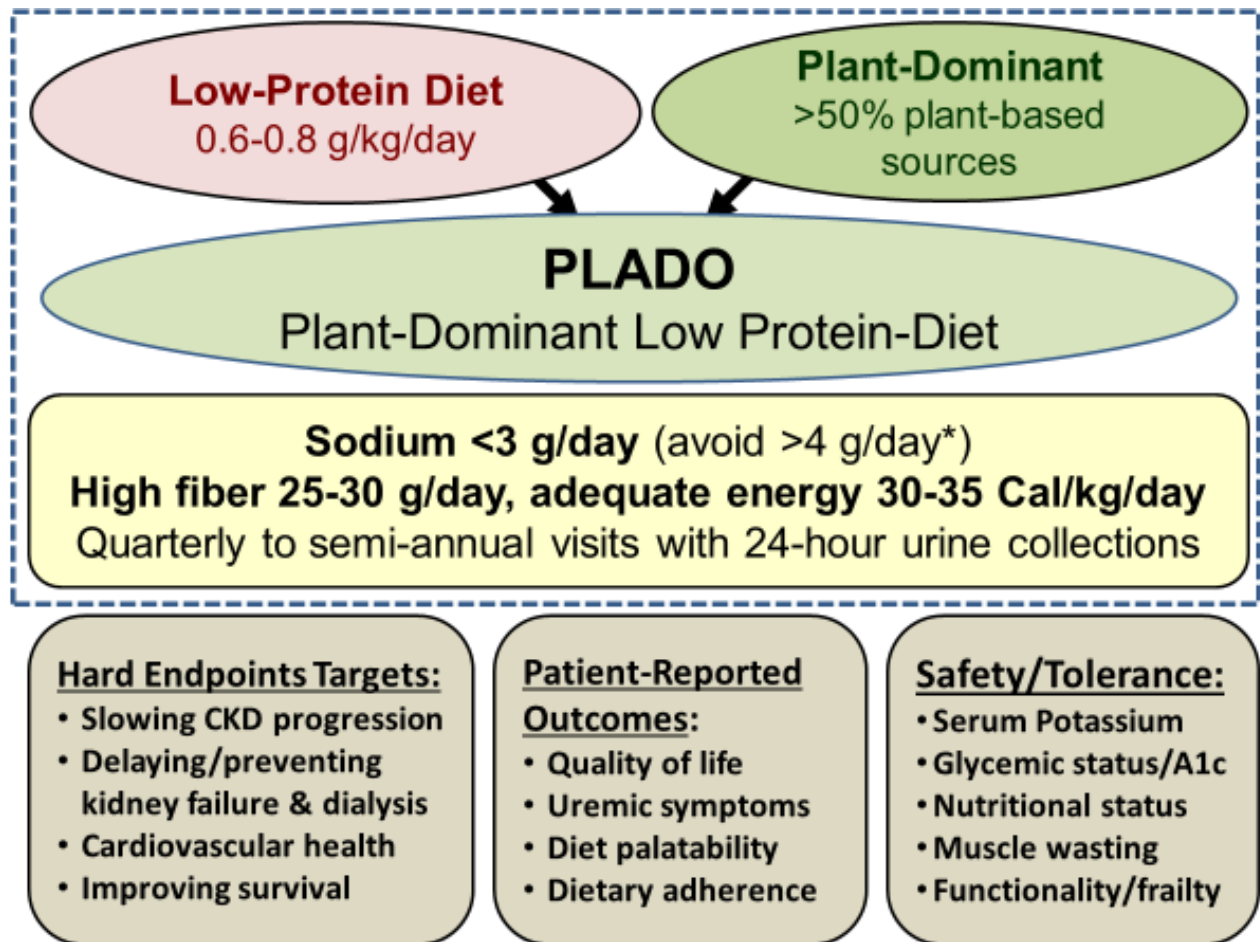 Low-Protein Diet
0.6-0.8 g/kg/day
Plant-Dominant
>50% plant-based
sources
PLADO
Plant-Dominant Low Protein-Diet
Sodium <3 g/day (avoid >4 g/day*)
High fiber 25-30 g/day, adequate energy 30-35 Cal/kg/day
Quarterly to semi-annual visits with 24-hour urine collections
Hard Endpoints Targets:
• Slowing CKD progression
• Delaying/preventing
kidney failure & dialysis
• Cardiovascular health
• Improving survival
Patient-Reported
Outcomes:
• Quality of life
• Uremic symptoms
• Diet palatability
• Dietary adherence
Safety/Tolerance:
• Serum Potassium
• Glycemic status/A1c
• Nutritional status
• Muscle wasting
• Functionality/frailty